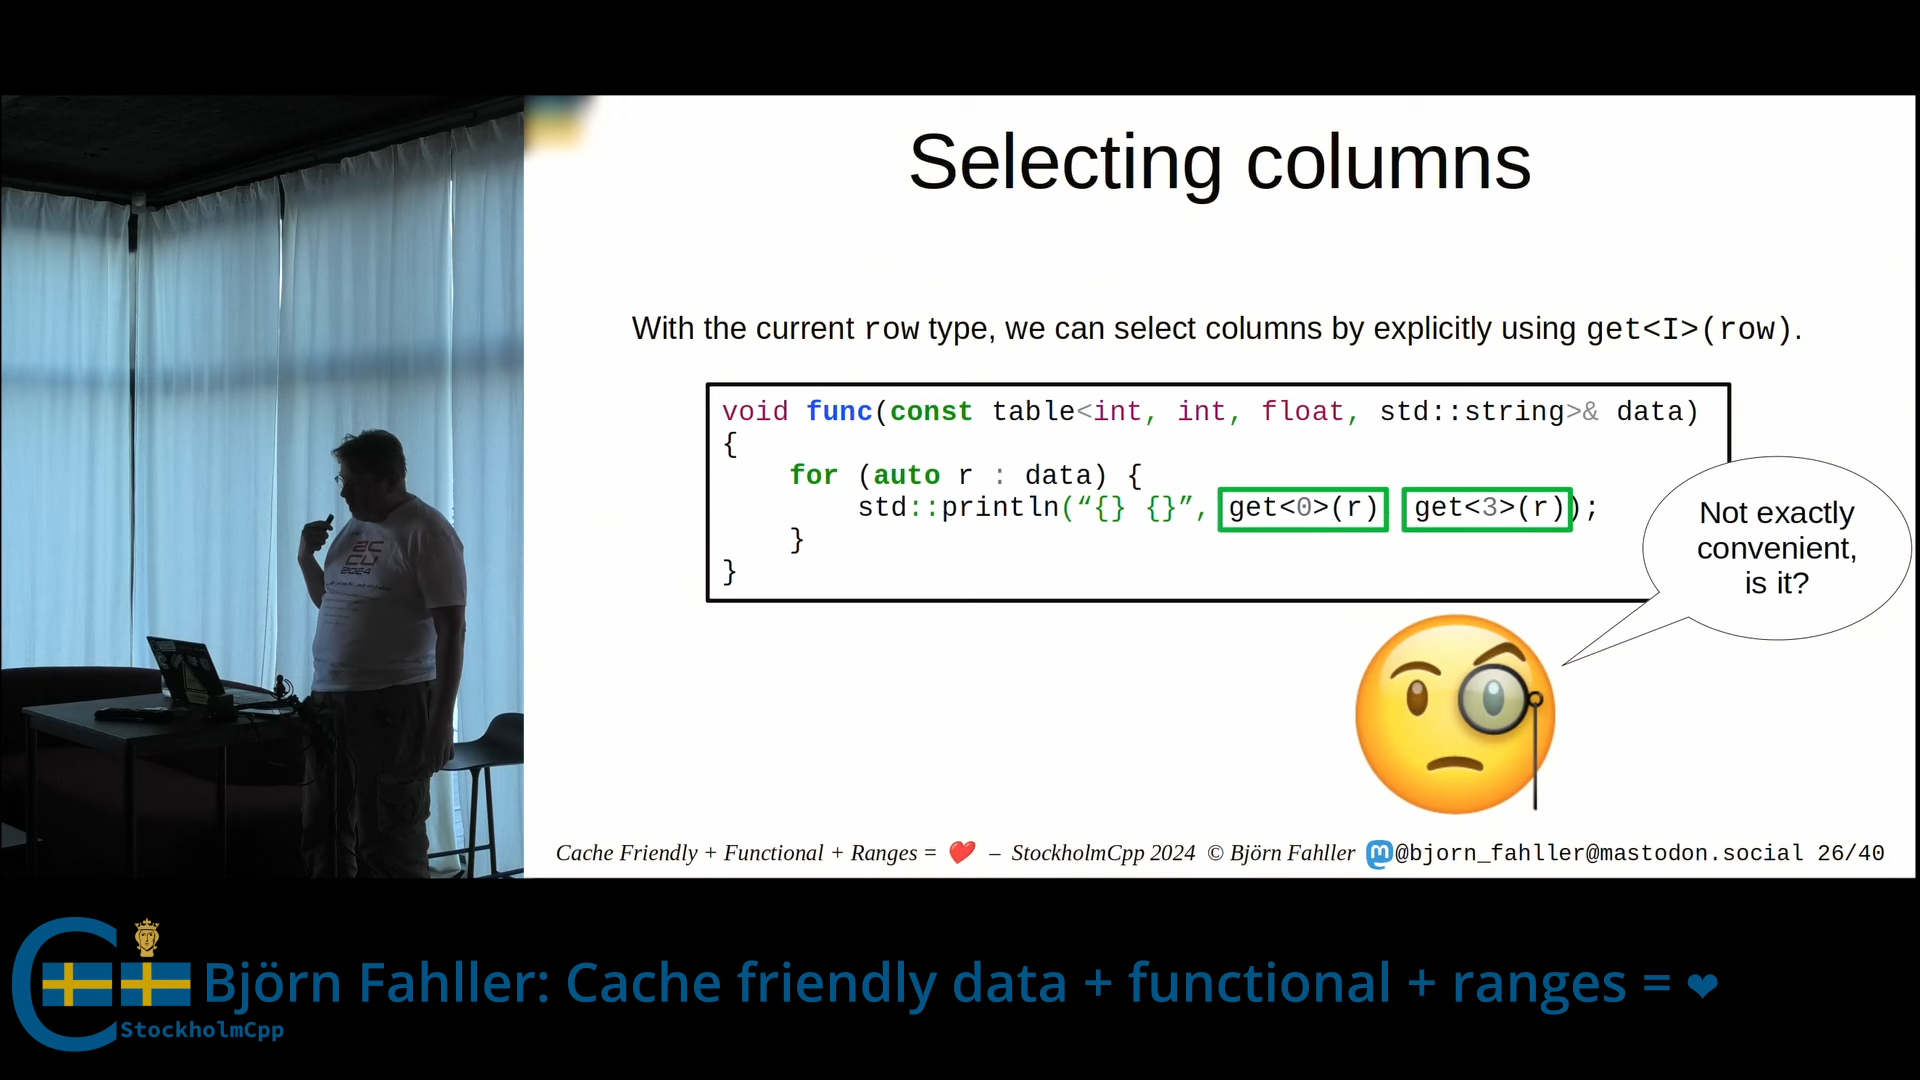 Selecting columns
With the current row type, we can select columns by explicitly using get<I>(row).
void func(const table<int, int, float, std::string>& data)
{
    for (auto r : data) {
        std::println(“{} {}”, get<0>(r) get<3>(r));
    }
}
Not exactly
convenient,
is it?
Cache Friendly + Functional + Ranges = ❤️ – StockholmCpp 2024 © Björn Fahller @bjorn_fahller@mastodon.social 26/40
accu
2024
Björn Fahller: Cache friendly data + functional + ranges = ❤
StockholmCpp